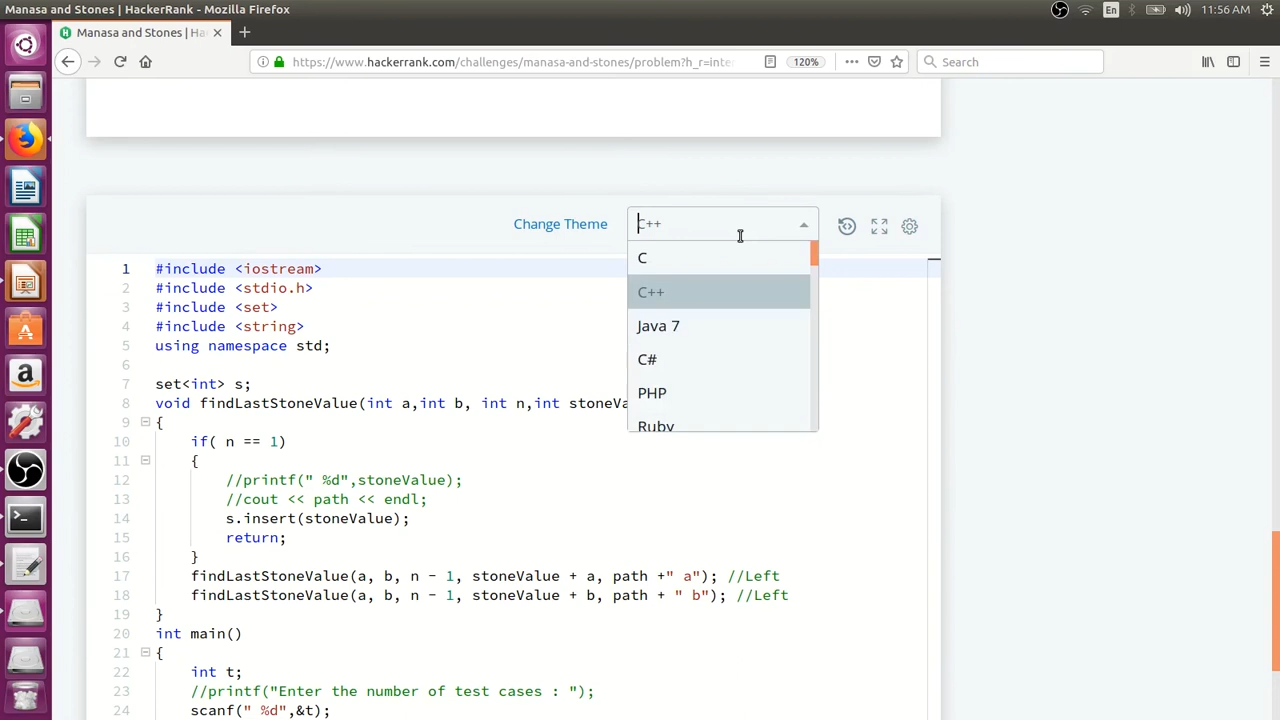 Manasa and Stones | HackerRank - Mozilla Firefox
En
11:56 AM
Manasa and Stones | Ha
https://www.hackerrank.com/challenges/manasa-and-stones/problem?h_r=inte
120%
Search
Change Theme
C++
C
C++
Java 7
C#
PHP
Ruby
1 #include <iostream>
2 #include <stdio.h>
3 #include <set>
4 #include <string>
5 using namespace std;
6
7 set<int> s;
8 void findLastStoneValue(int a,int b, int n,int stoneVa
9 {
10 if( n == 1)
11 {
12 //printf(" %d",stoneValue);
13 //cout << path << endl;
14 s.insert(stoneValue);
15 return;
16 }
17 findLastStoneValue(a, b, n - 1, stoneValue + a, path +" a"); //Left
18 findLastStoneValue(a, b, n - 1, stoneValue + b, path + " b"); //Left
19 }
20 int main()
21 {
22 int t;
23 //printf("Enter the number of test cases : ");
24 scanf(" %d",&t);